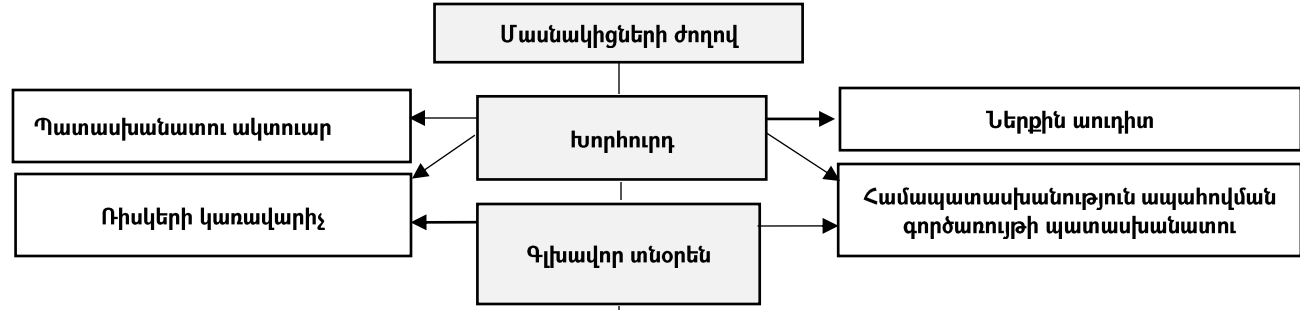 Մասնակիցների ժողով
Պատասխանատու ակտուար
Խորհուրդ
Ներքին աուդիտ
Ռիսկերի կառավարիչ
Համապատասխանություն ապահովման
գործառույթի պատասխանատու
Գլխավոր տնօրեն